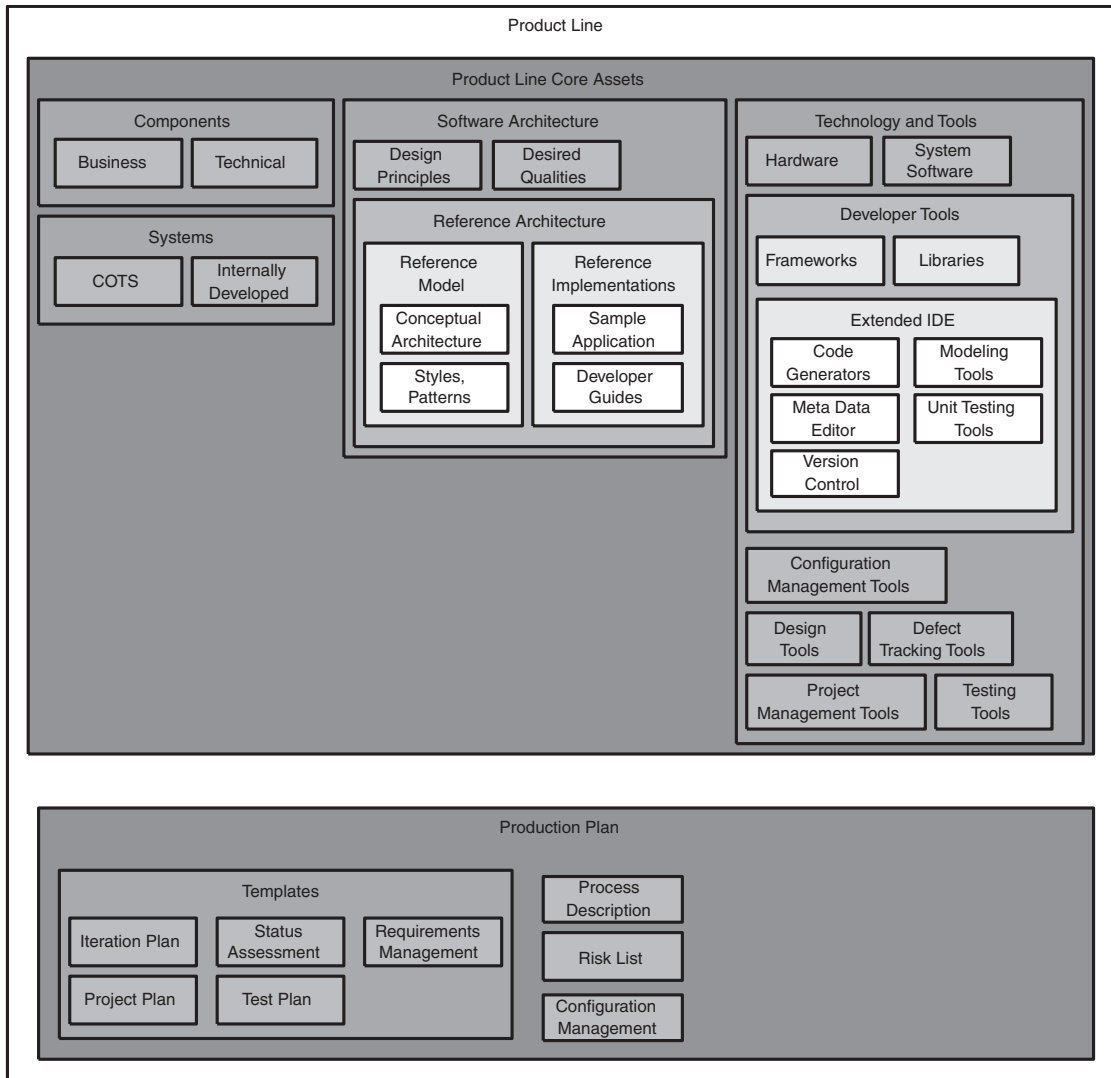 Product Line
Product Line Core Assets
Components
Business
Technical
Systems
COTS
Internally
Developed
Software Architecture
Design
Principles
Desired
Qualities
Reference Architecture
Reference
Model
Conceptual
Architecture
Styles,
Patterns
Reference
Implementations
Sample
Application
Developer
Guides
Technology and Tools
Hardware
System
Software
Developer Tools
Frameworks
Libraries
Extended IDE
Code
Generators
Modeling
Tools
Meta Data
Editor
Unit Testing
Tools
Version
Control
Configuration
Management Tools
Design
Tools
Defect
Tracking Tools
Project
Management Tools
Testing
Tools
Production Plan
Templates
Iteration Plan
Status
Assessment
Requirements
Management
Project Plan
Test Plan
Process
Description
Risk List
Configuration
Management